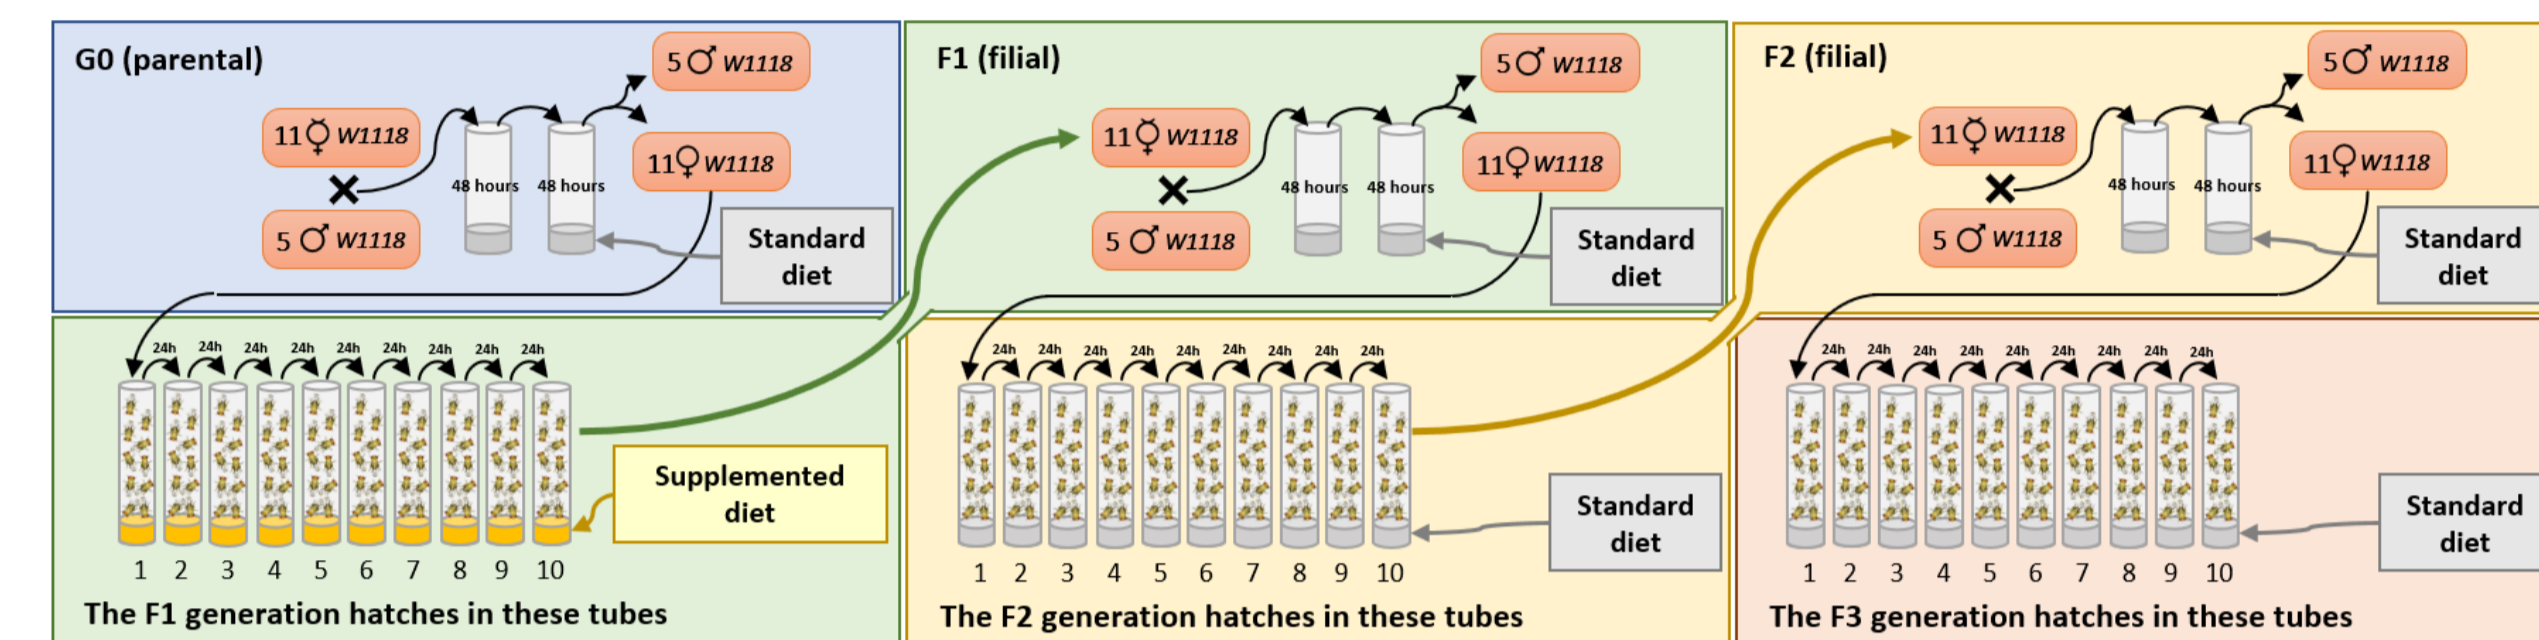 G0 (parental)
5 ♂ W1118
11 ☿ W1118
48 hours 48 hours
11♀ W1118
5 ♂ W1118
Standard
diet
24h 24h 24h 24h 24h 24h 24h 24h 24h
Supplemented
diet
1 2 3 4 5 6 7 8 9 10
The F1 generation hatches in these tubes
F1 (filial)
5♂ W1118
11☿ W1118
48 hours 48 hours
11♀ W1118
5 ♂ W1118
Standard
diet
24h 24h 24h 24h 24h 24h 24h 24h 24h
Standard
diet
1 2 3 4 5 6 7 8 9 10
The F2 generation hatches in these tubes
F2 (filial)
5♂ W1118
11☿ W1118
48 hours 48 hours
11♀ W1118
5 ♂ W1118
Standard
diet
24h 24h 24h 24h 24h 24h 24h 24h 24h
Standard
diet
1 2 3 4 5 6 7 8 9 10
The F3 generation hatches in these tubes